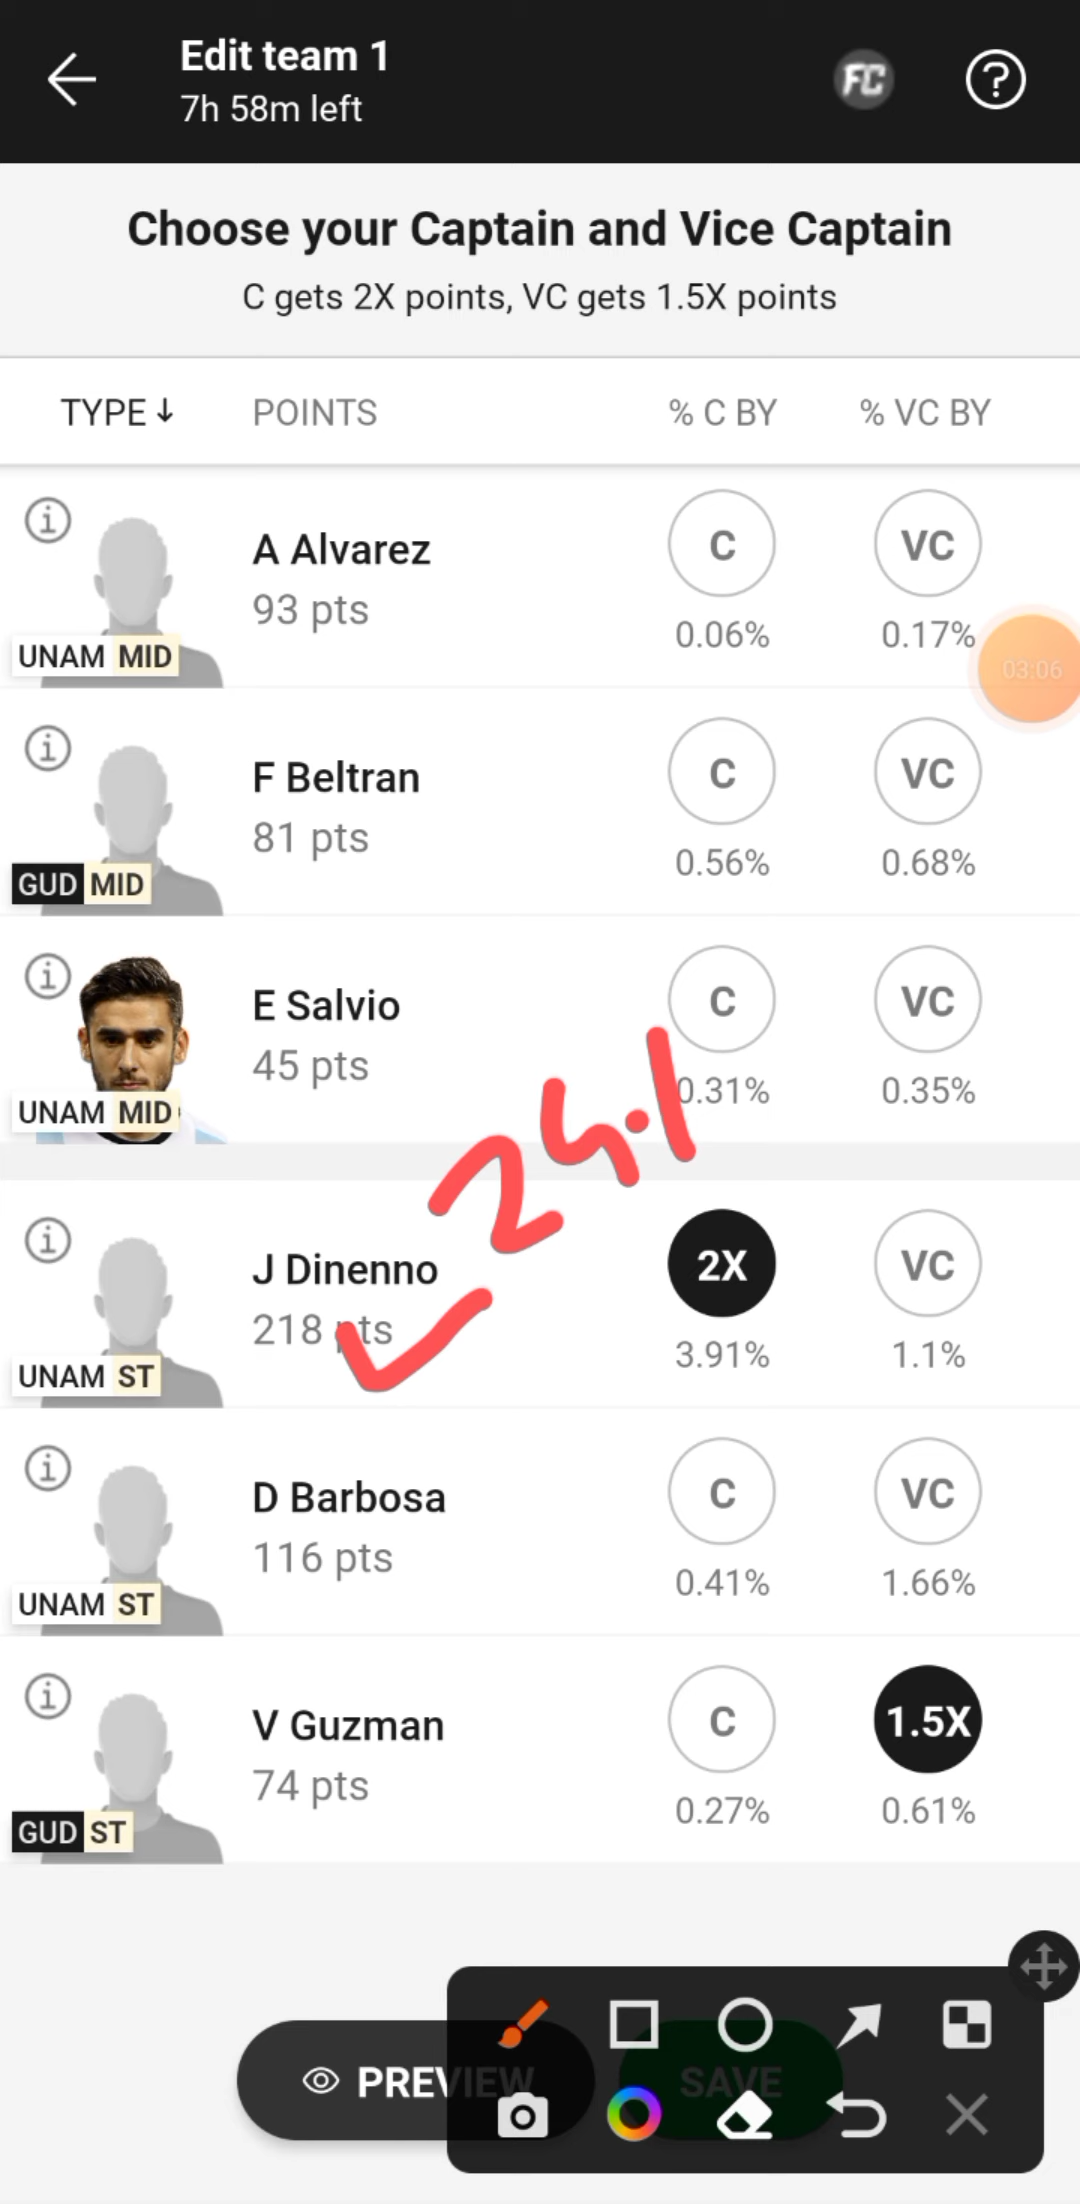 Edit team 1
7h 58m left
FC
Choose your Captain and Vice Captain
C gets 2X points, VC gets 1.5X points
TYPE↓ POINTS % C BY % VC BY
A Alvarez
93 pts
UNAM MID
C
VC
0.06%
0.17%
03:06
F Beltran
81 pts
GUD MID
C
VC
0.56%
0.68%
E Salvio
45 pts
UNAM MID
C
VC
0.31%
0.35%
J Dinenno
218 pts
UNAM ST
2X
VC
3.91%
1.1%
D Barbosa
116 pts
UNAM ST
C
VC
0.41%
1.66%
V Guzman
74 pts
GUD ST
C
1.5X
0.27%
0.61%
PREVIEW
SAVE